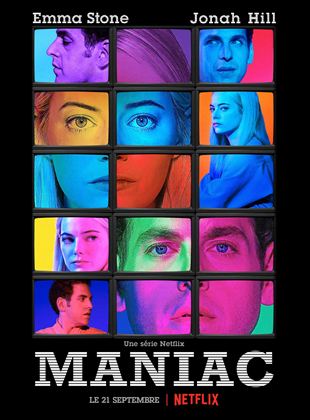 Emma Stone Jonah Hill
Une série Netflix
MANIAC
LE 21 SEPTEMBRE | NETFLIX